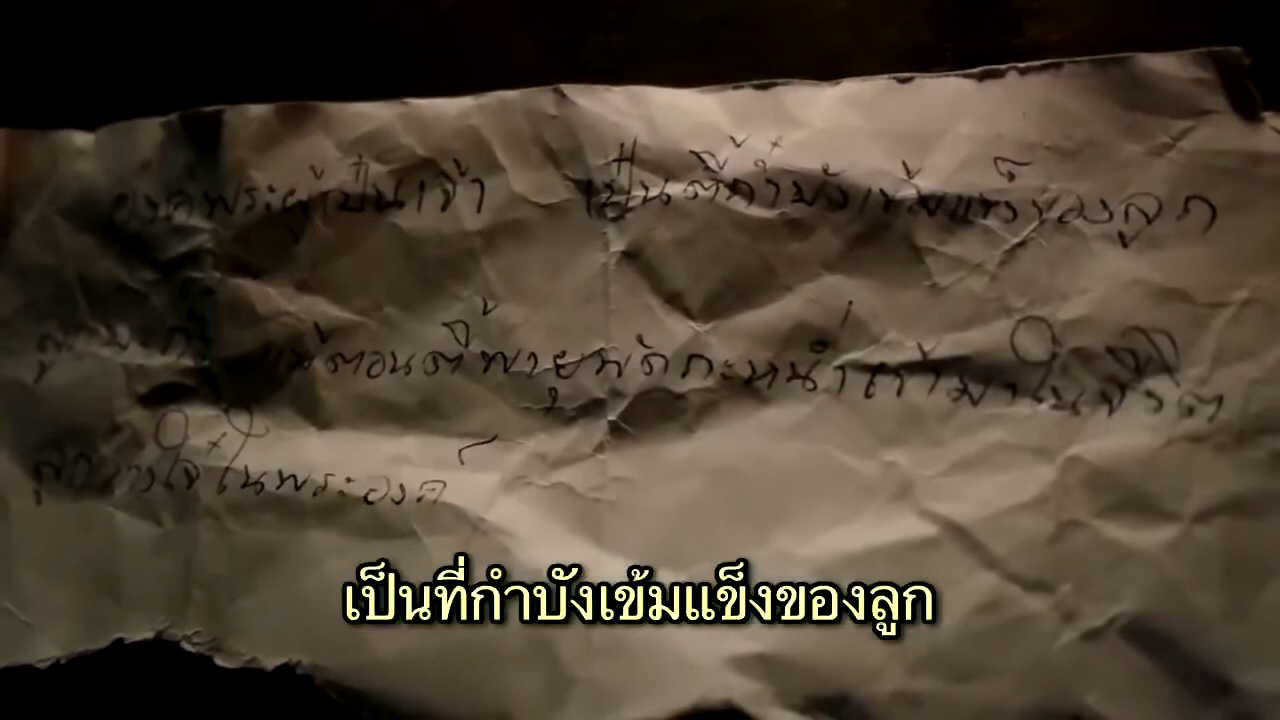 องค์พระผู้เป็นเจ้า เป็นที่กำบังเข้มแข็งของลูก
แม้ตอนที่พายุพัดกระหน่ำเข้ามาในชีวิต
ลูกวางใจในพระองค์
เป็นที่กำบังเข้มแข็งของลูก